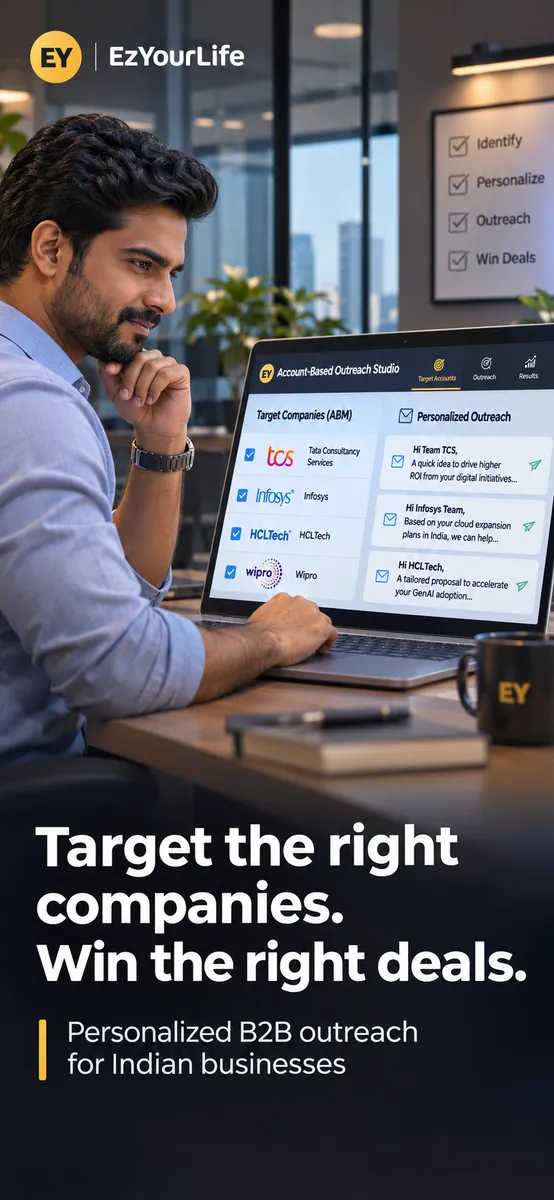 EY | EzYourLife
Identify
Personalize
Outreach
Win Deals
EY Account-Based Outreach Studio
Target Accounts
Outreach
Results
Target Companies (ABM)
tcs
Tata Consultancy
Services
Infosys®
Infosys
HCLTech®
HCLTech
wipro
Wipro
Personalized Outreach
Hi Team TCS,
A quick idea to drive higher
ROI from your digital initiatives...
Hi Infosys Team,
Based on your cloud expansion
plans in India, we can help...
Hi HCLTech,
A tailored proposal to accelerate
your GenAI adoption...
EY
Target the right
companies.
Win the right deals.
Personalized B2B outreach
for Indian businesses